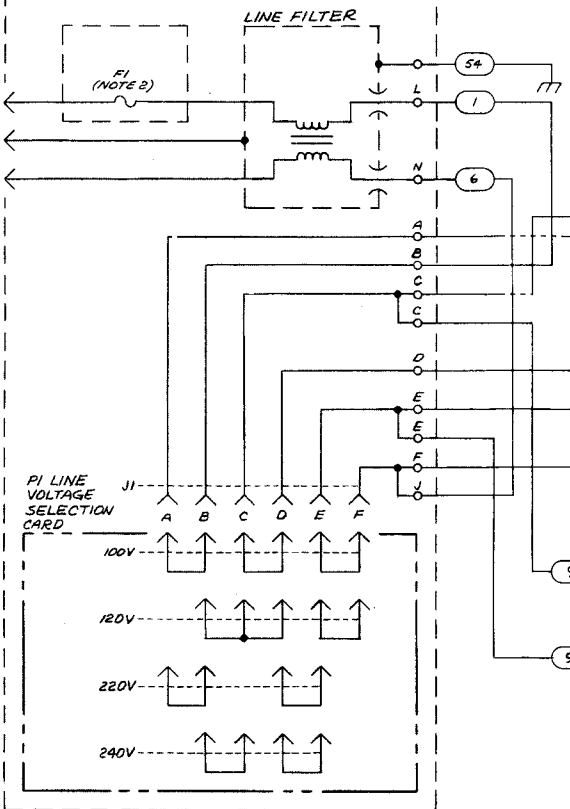 LINE FILTER
F1
(NOTE 2)
54
L
1
N
6
A
B
C
C
D
E
E
F
J
P1 LINE
VOLTAGE
SELECTION
CARD
J1
A B C D E F
100V
120V
220V
240V